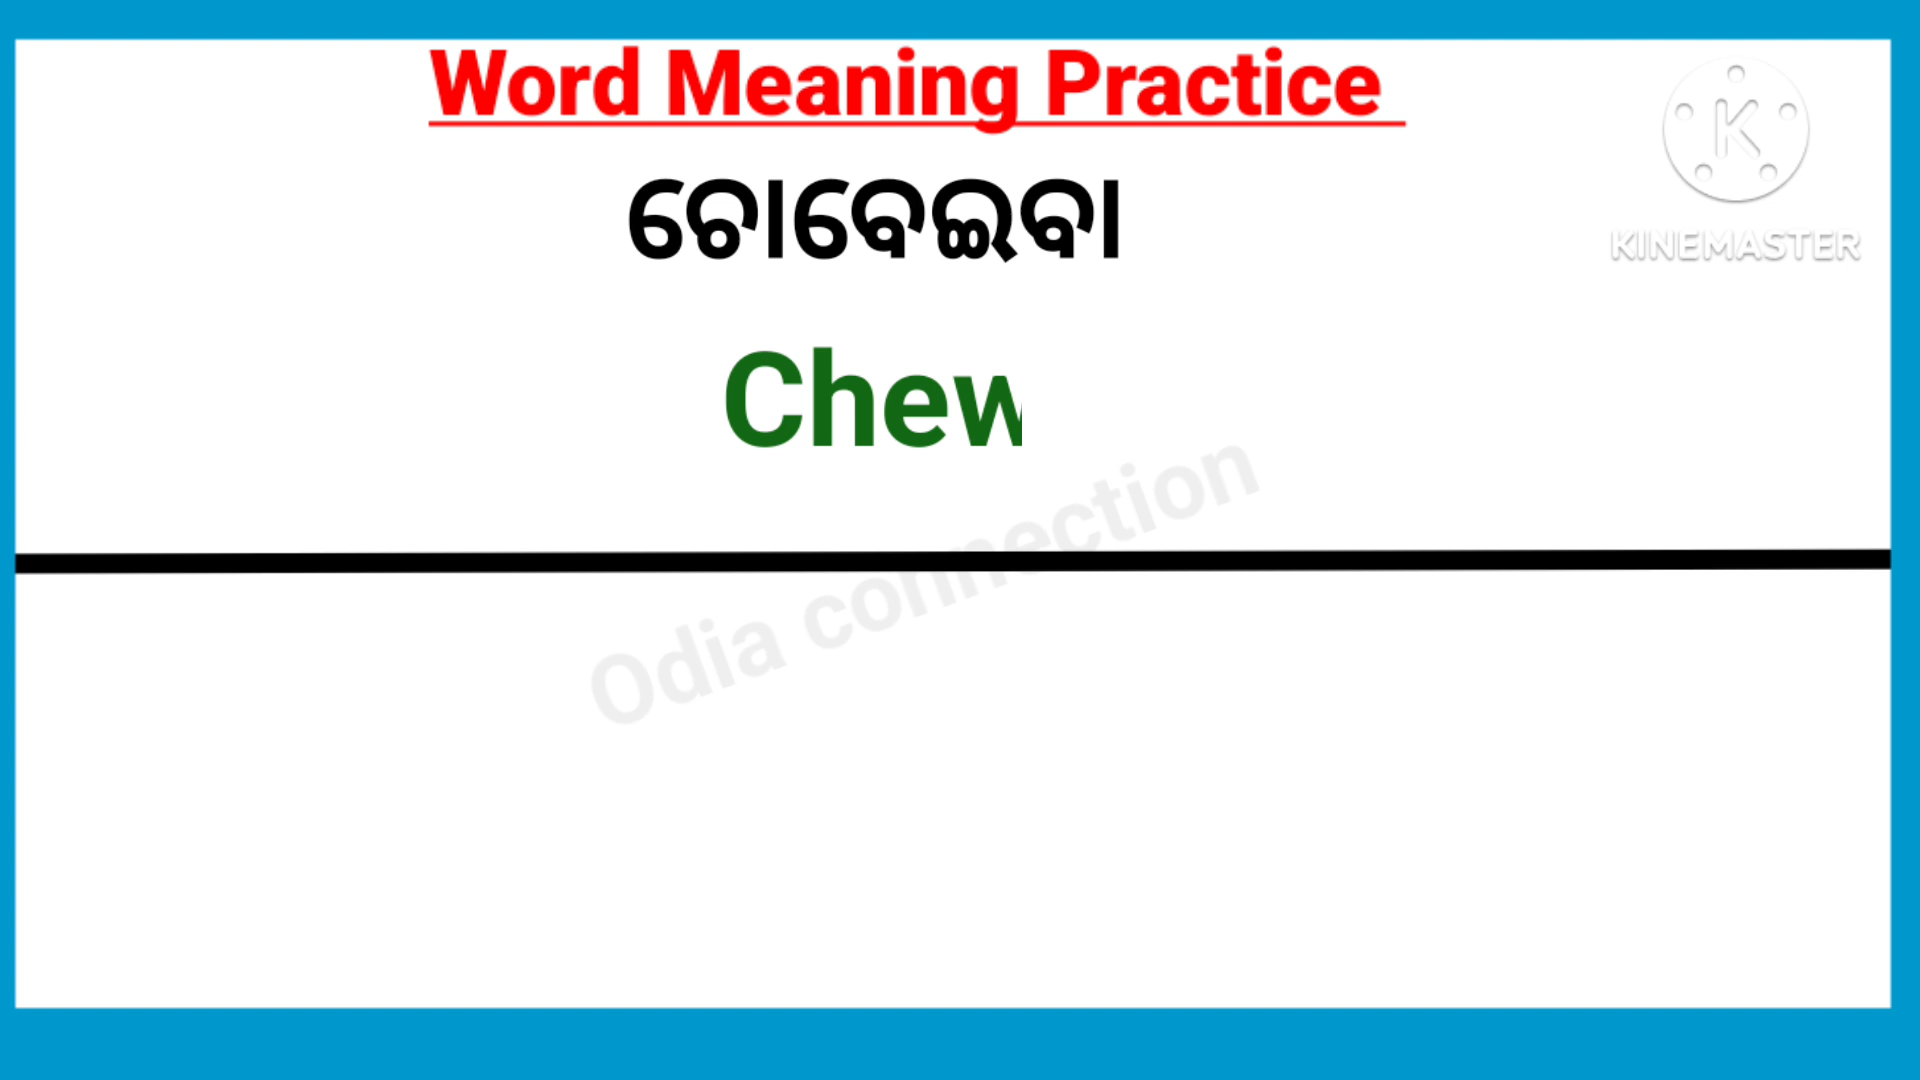 Word Meaning Practice
ଚୋବେଇବା
Chew
Odia connection
KINEMASTER